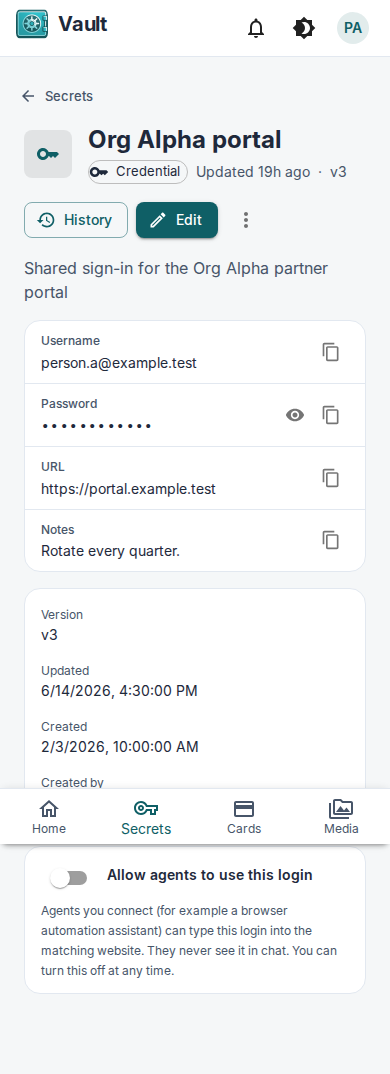 Vault
PA
Secrets
Org Alpha portal
Credential
Updated 19h ago · v3
History
Edit
Shared sign-in for the Org Alpha partner
portal
Username
person.a@example.test
Password
••••••••••••
URL
https://portal.example.test
Notes
Rotate every quarter.
Version
v3
Updated
6/14/2026, 4:30:00 PM
Created
2/3/2026, 10:00:00 AM
Created by
Home
Secrets
Cards
Media
Allow agents to use this login
Agents you connect (for example a browser
automation assistant) can type this login into the
matching website. They never see it in chat. You can
turn this off at any time.